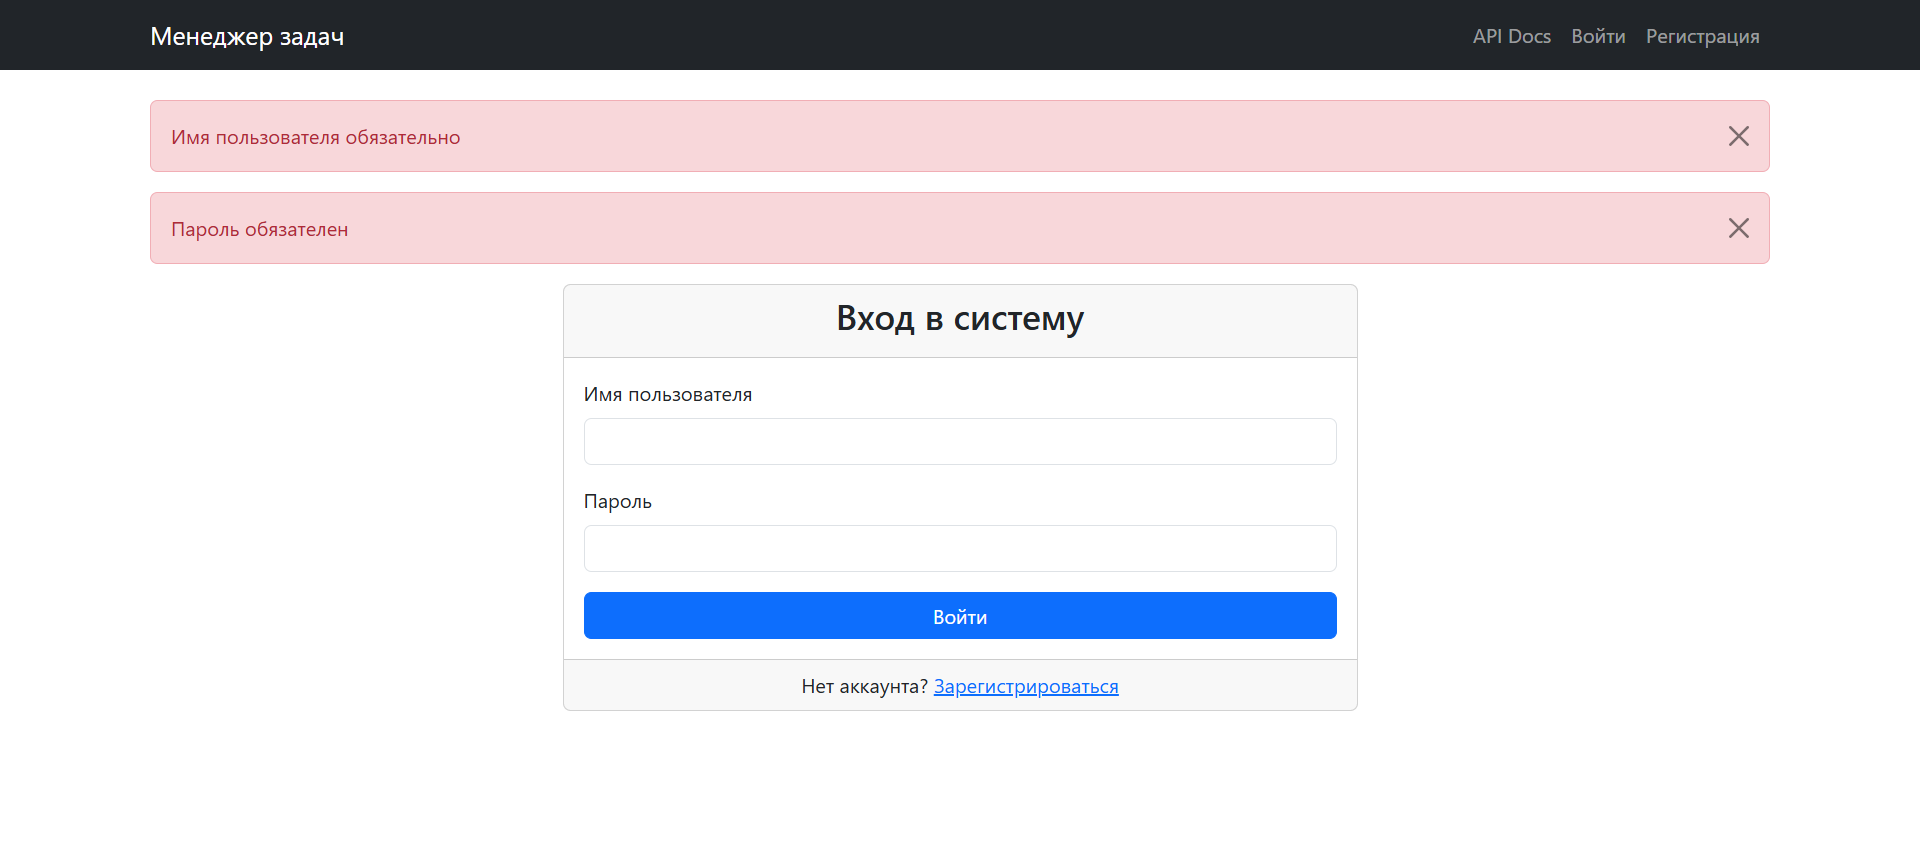 Менеджер задач
API Docs Войти Регистрация
Имя пользователя обязательно
Пароль обязателен
Вход в систему
Имя пользователя
Пароль
Войти
Нет аккаунта? Зарегистрироваться